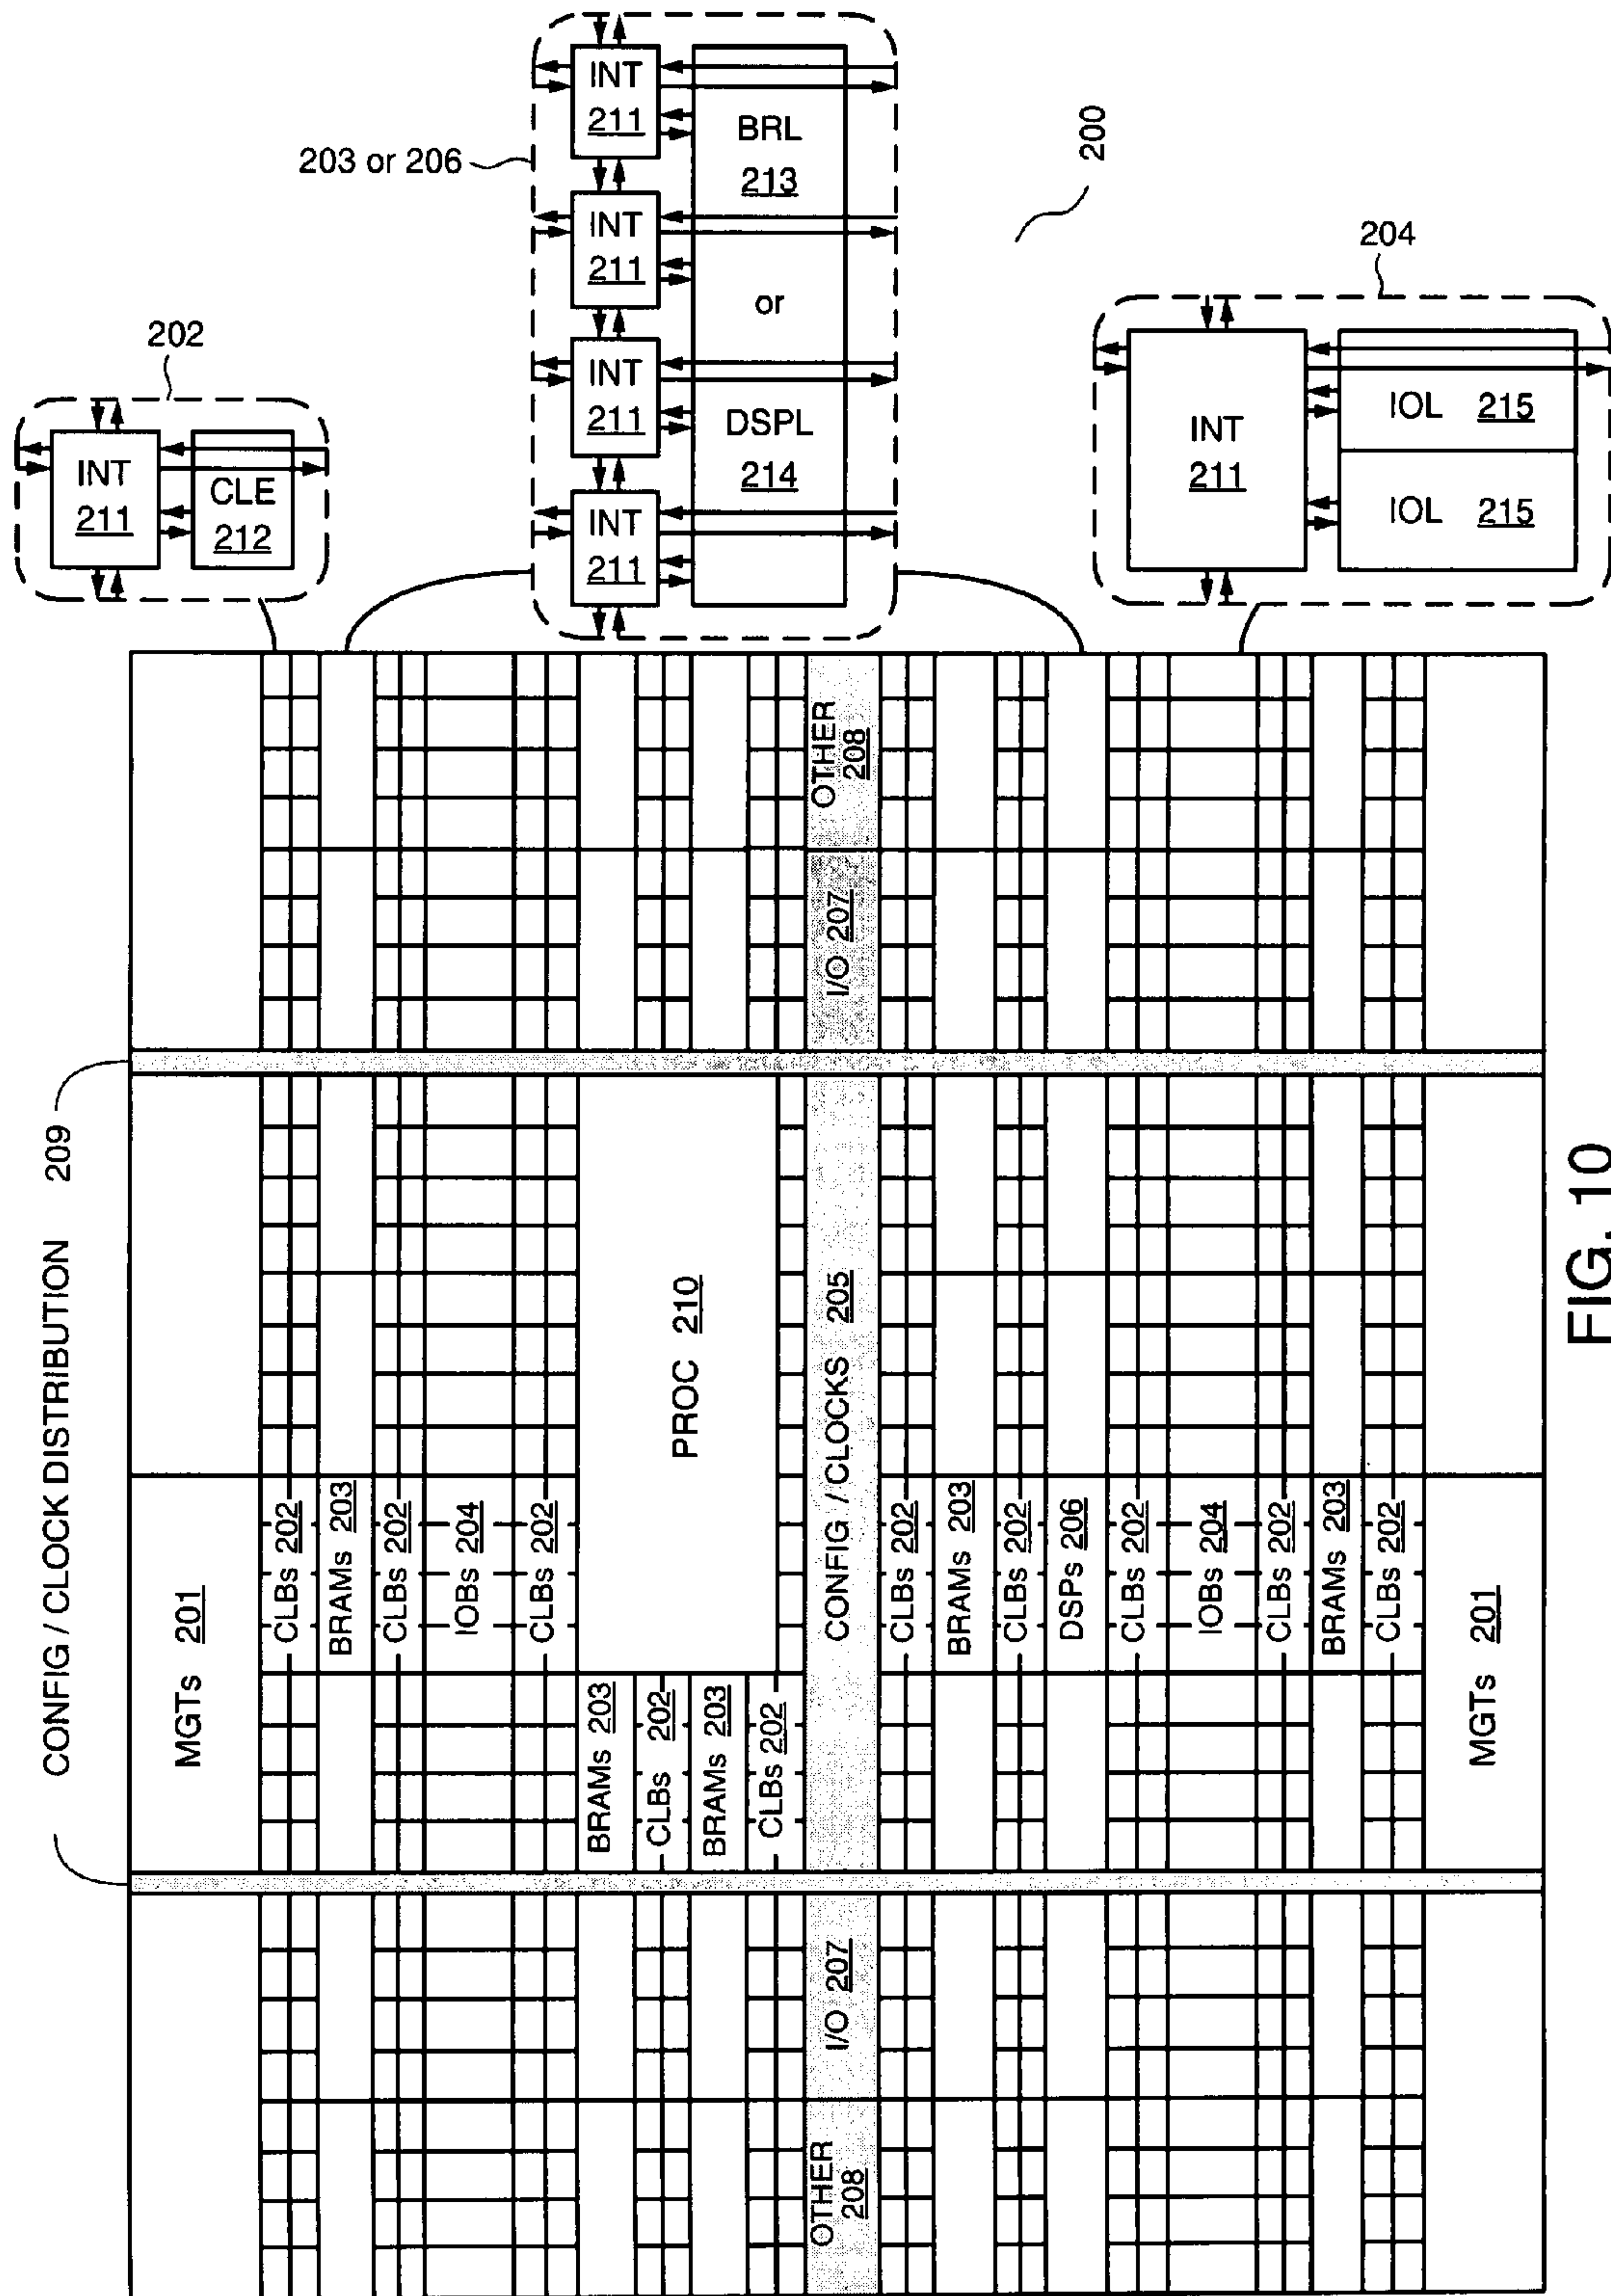 202
INT
211
CLE
212
203 or 206
INT
211
INT
211
INT
211
INT
211
BRL
213
or
DSPL
214
200
204
INT
211
IOL 215
IOL 215
CONFIG / CLOCK DISTRIBUTION 209
MGTs 201
CLBs 202
BRAMs 203
CLBs 202
IOBs 204
CLBs 202
PROC 210
BRAMs 203
CLBs 202
BRAMs 203
CLBs 202
OTHER
208
I/O 207
CONFIG / CLOCKS 205
I/O 207
OTHER
208
CLBs 202
BRAMs 203
CLBs 202
DSPs 206
CLBs 202
IOBs 204
CLBs 202
BRAMs 203
CLBs 202
MGTs 201
FIG. 10